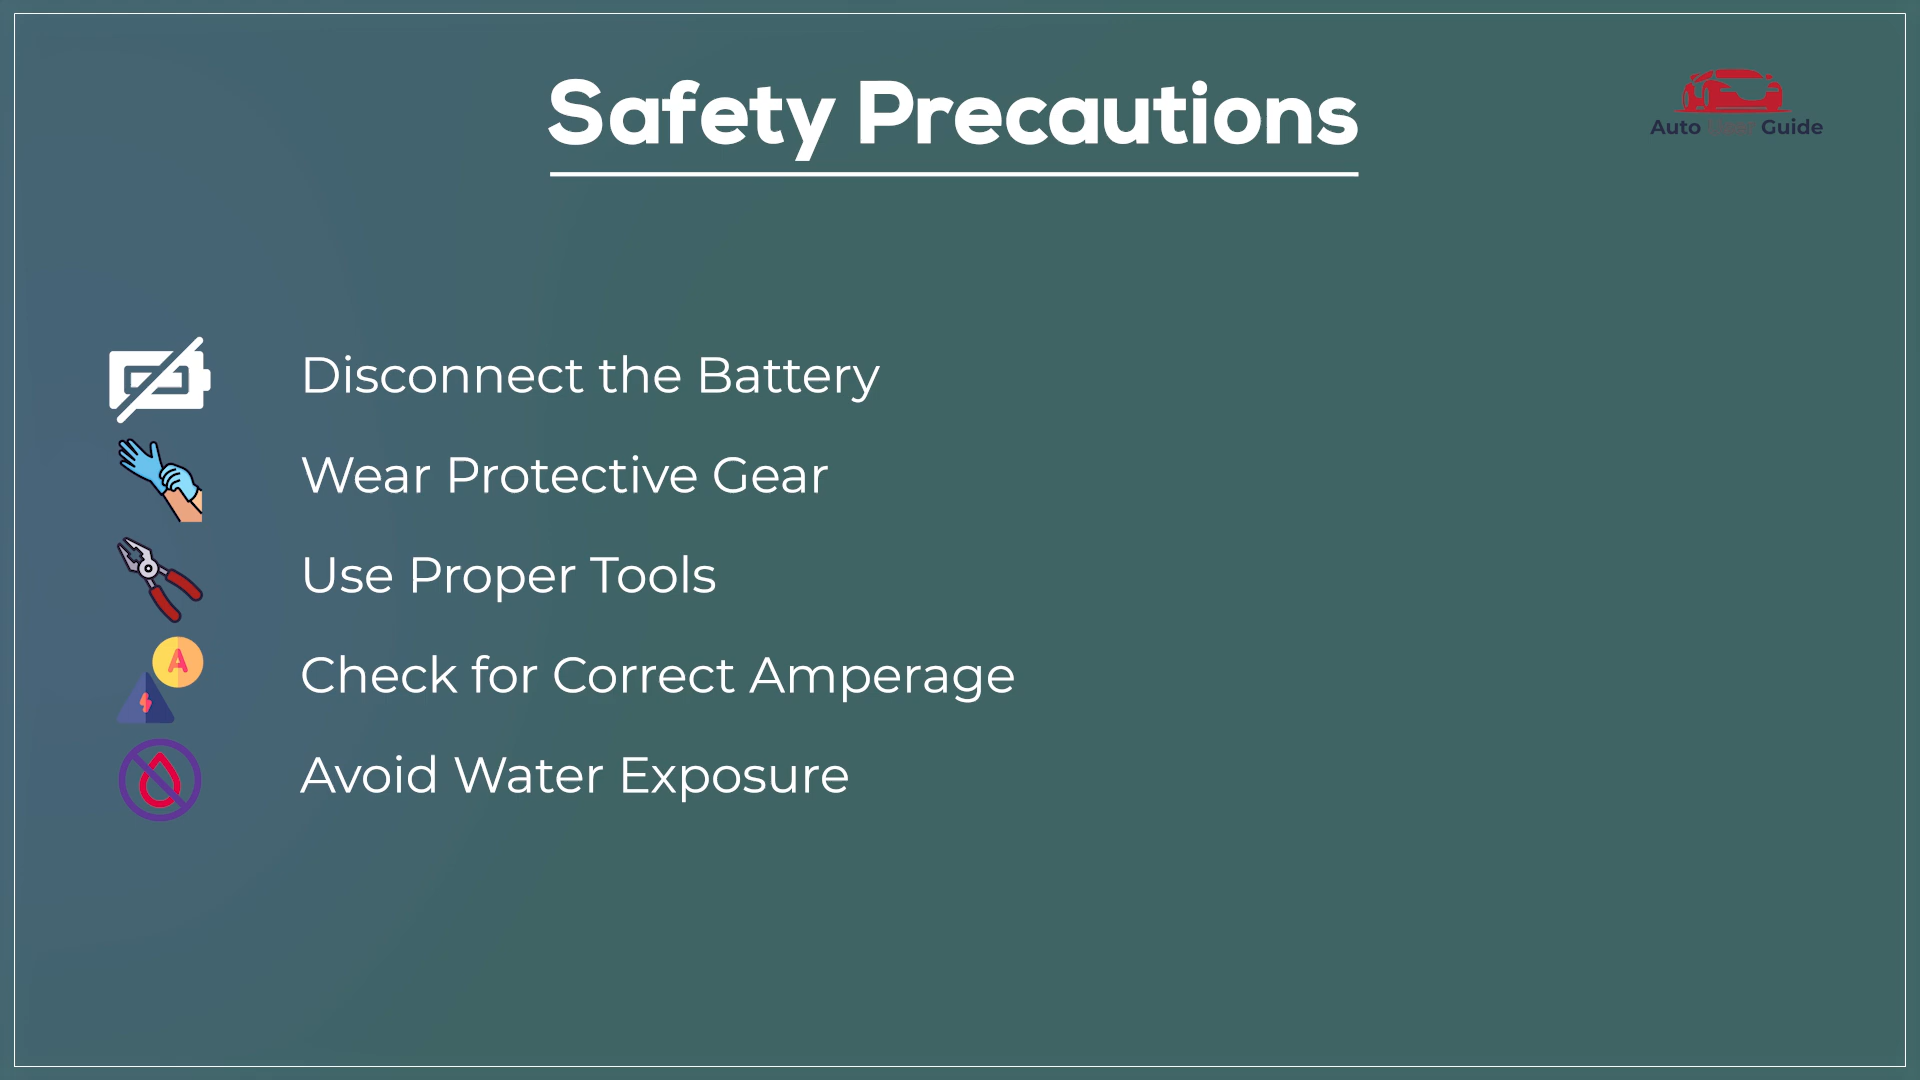 Safety Precautions
Auto User Guide
Disconnect the Battery
Wear Protective Gear
Use Proper Tools
Check for Correct Amperage
Avoid Water Exposure